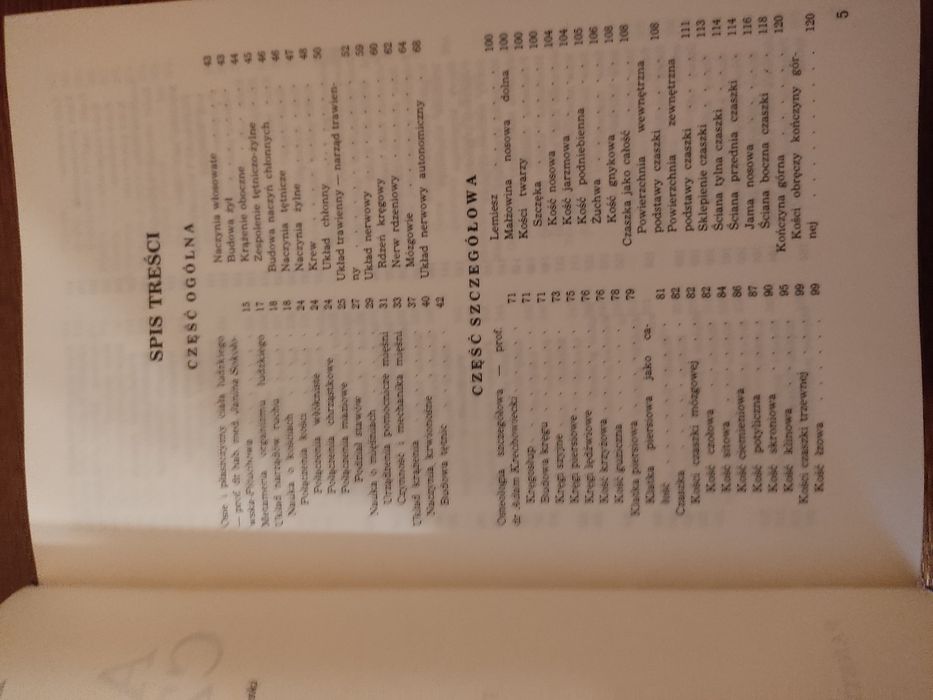 SPIS TREŚCI
CZĘŚĆ OGÓLNA
Osie i płaszczyzny ciała ludzkiego
— prof. dr hab. med. Janina Sokoło-
wska-Pituchowa . 15
Metameria organizmu ludzkiego 17
Układ narządów ruchu . 18
Nauka o kościach . . . 18
Połączenia kości . . . 24
Połączenia włókniste . 24
Połączenia chrząstkowe 24
Połączenia maziowe . 25
Podział stawów . . . 27
Nauka o mięśniach . . . 29
Urządzenia pomocnicze mięśni 31
Czynność i mechanika mięśni 33
Układ krążenia . . . 37
Naczynia krwionośne . . 40
Budowa tętnic . . . 42
Naczynia włosowate . . 43
Budowa żył . . . 43
Krążenie oboczne . . . 44
Zespolenie tętniczo-żylne . 45
Budowa naczyń chłonnych . 46
Naczynia tętnicze . . . 46
Naczynia żylne . . . 47
Krew . . . 48
Układ chłonny . . . 50
Układ trawienny — narząd trawien-
ny . . . 52
Układ nerwowy . . . 59
Rdzeń kręgowy . . . 60
Nerw rdzeniowy . . . 62
Mózgowie . . . 64
Układ nerwowy autonomiczny . 68
CZĘŚĆ SZCZEGÓŁOWA
Osteologia szczegółowa — prof.
dr Adam Krechowiecki . . 71
Kręgosłup . . . 71
Budowa kręgu . . . 71
Kręgi szyjne . . . 73
Kręgi piersiowe . . . 75
Kręgi lędźwiowe . . . 76
Kość krzyżowa . . . 76
Kość guziczna . . . 78
Klatka piersiowa . . . 79
Klatka piersiowa jako ca-
łość . . . 81
Czaszka . . . 82
Kości czaszki mózgowej . 82
Kość czołowa . . . 82
Kość sitowa . . . 84
Kość ciemieniowa . . . 86
Kość potyliczna . . . 87
Kość skroniowa . . . 90
Kość klinowa . . . 95
Kości czaszki trzewnej . 99
Kość łzowa . . . 99
Lemiesz . . . 100
Małżowina nosowa dolna 100
Kości twarzy . . . 100
Szczęka . . . 100
Kość nosowa . . . 104
Kość jarzmowa . . . 104
Kość podniebienna . . 105
Żuchwa . . . 106
Kość gnykowa . . . 108
Czaszka jako całość . . 108
Powierzchnia wewnętrzna
podstawy czaszki . . 108
Powierzchnia zewnętrzna
podstawy czaszki . . 111
Sklepienie czaszki . . 113
Ściana tylna czaszki . . 114
Ściana przednia czaszki . 114
Jama nosowa . . . 116
Ściana boczna czaszki . 118
Kończyna górna . . . 120
Kości obręczy kończyny gór-
nej . . . 120
5